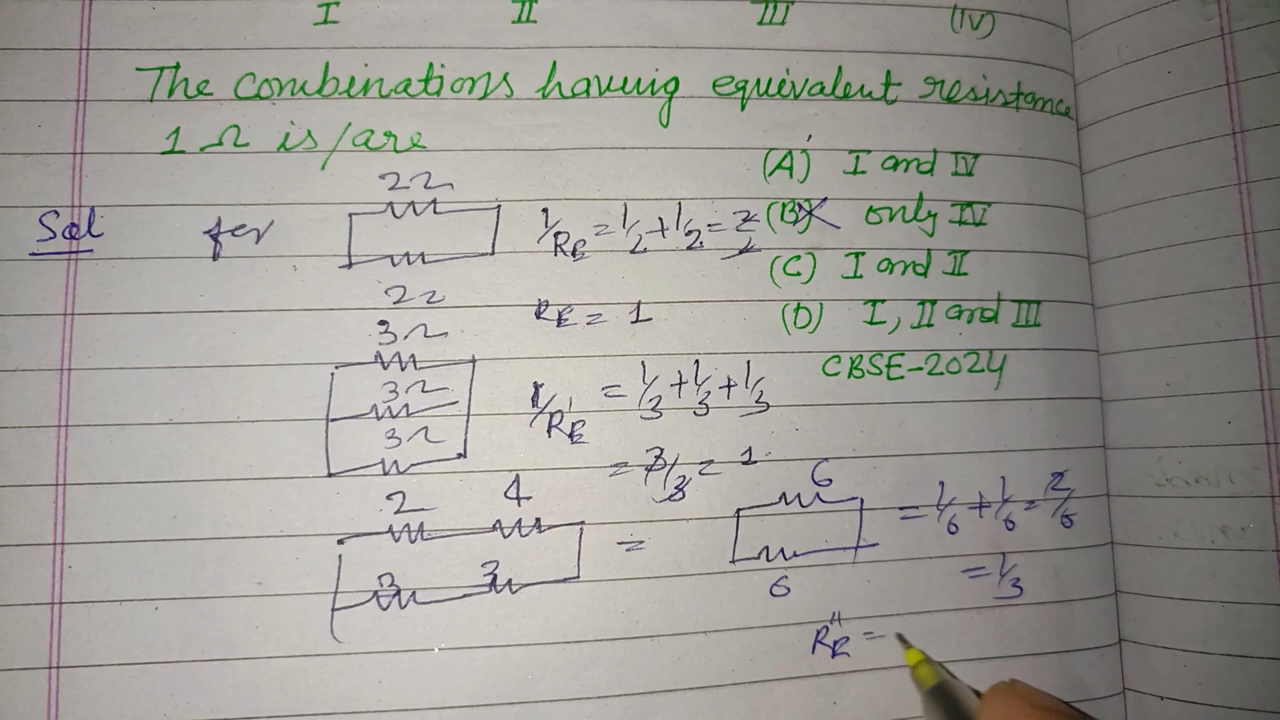 I II III (IV)
The combinations having equivalent resistance
1 Ω is/are
(A) I and IV
(B) only IV
(C) I and II
(D) I, II and III
CBSE-2024
Sol for
2Ω
2Ω
1/RE = 1/2 + 1/2 = 2/2
RE = 1
3Ω
3Ω
3Ω
1/R'E = 1/3 + 1/3 + 1/3
= 3/3 = 1
2 4
3 3
=
6
6
= 1/6 + 1/6 = 2/6
= 1/3
R"E =